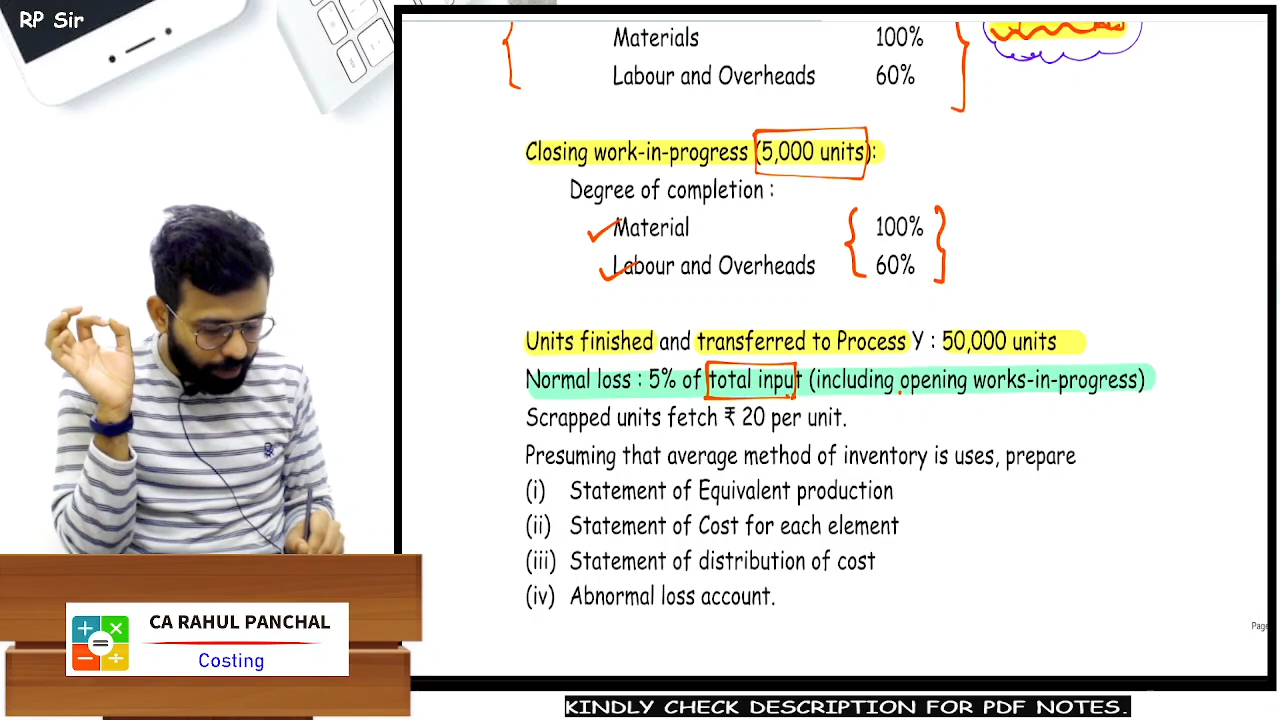 RP Sir
Materials 100%
Labour and Overheads 60%
Closing work-in-progress (5,000 units):
Degree of completion :
Material 100%
Labour and Overheads 60%
Units finished and transferred to Process Y : 50,000 units
Normal loss : 5% of total input (including opening works-in-progress)
Scrapped units fetch ₹ 20 per unit.
Presuming that average method of inventory is uses, prepare
(i) Statement of Equivalent production
(ii) Statement of Cost for each element
(iii) Statement of distribution of cost
(iv) Abnormal loss account.
Page
CA RAHUL PANCHAL
Costing
KINDLY CHECK DESCRIPTION FOR PDF NOTES.